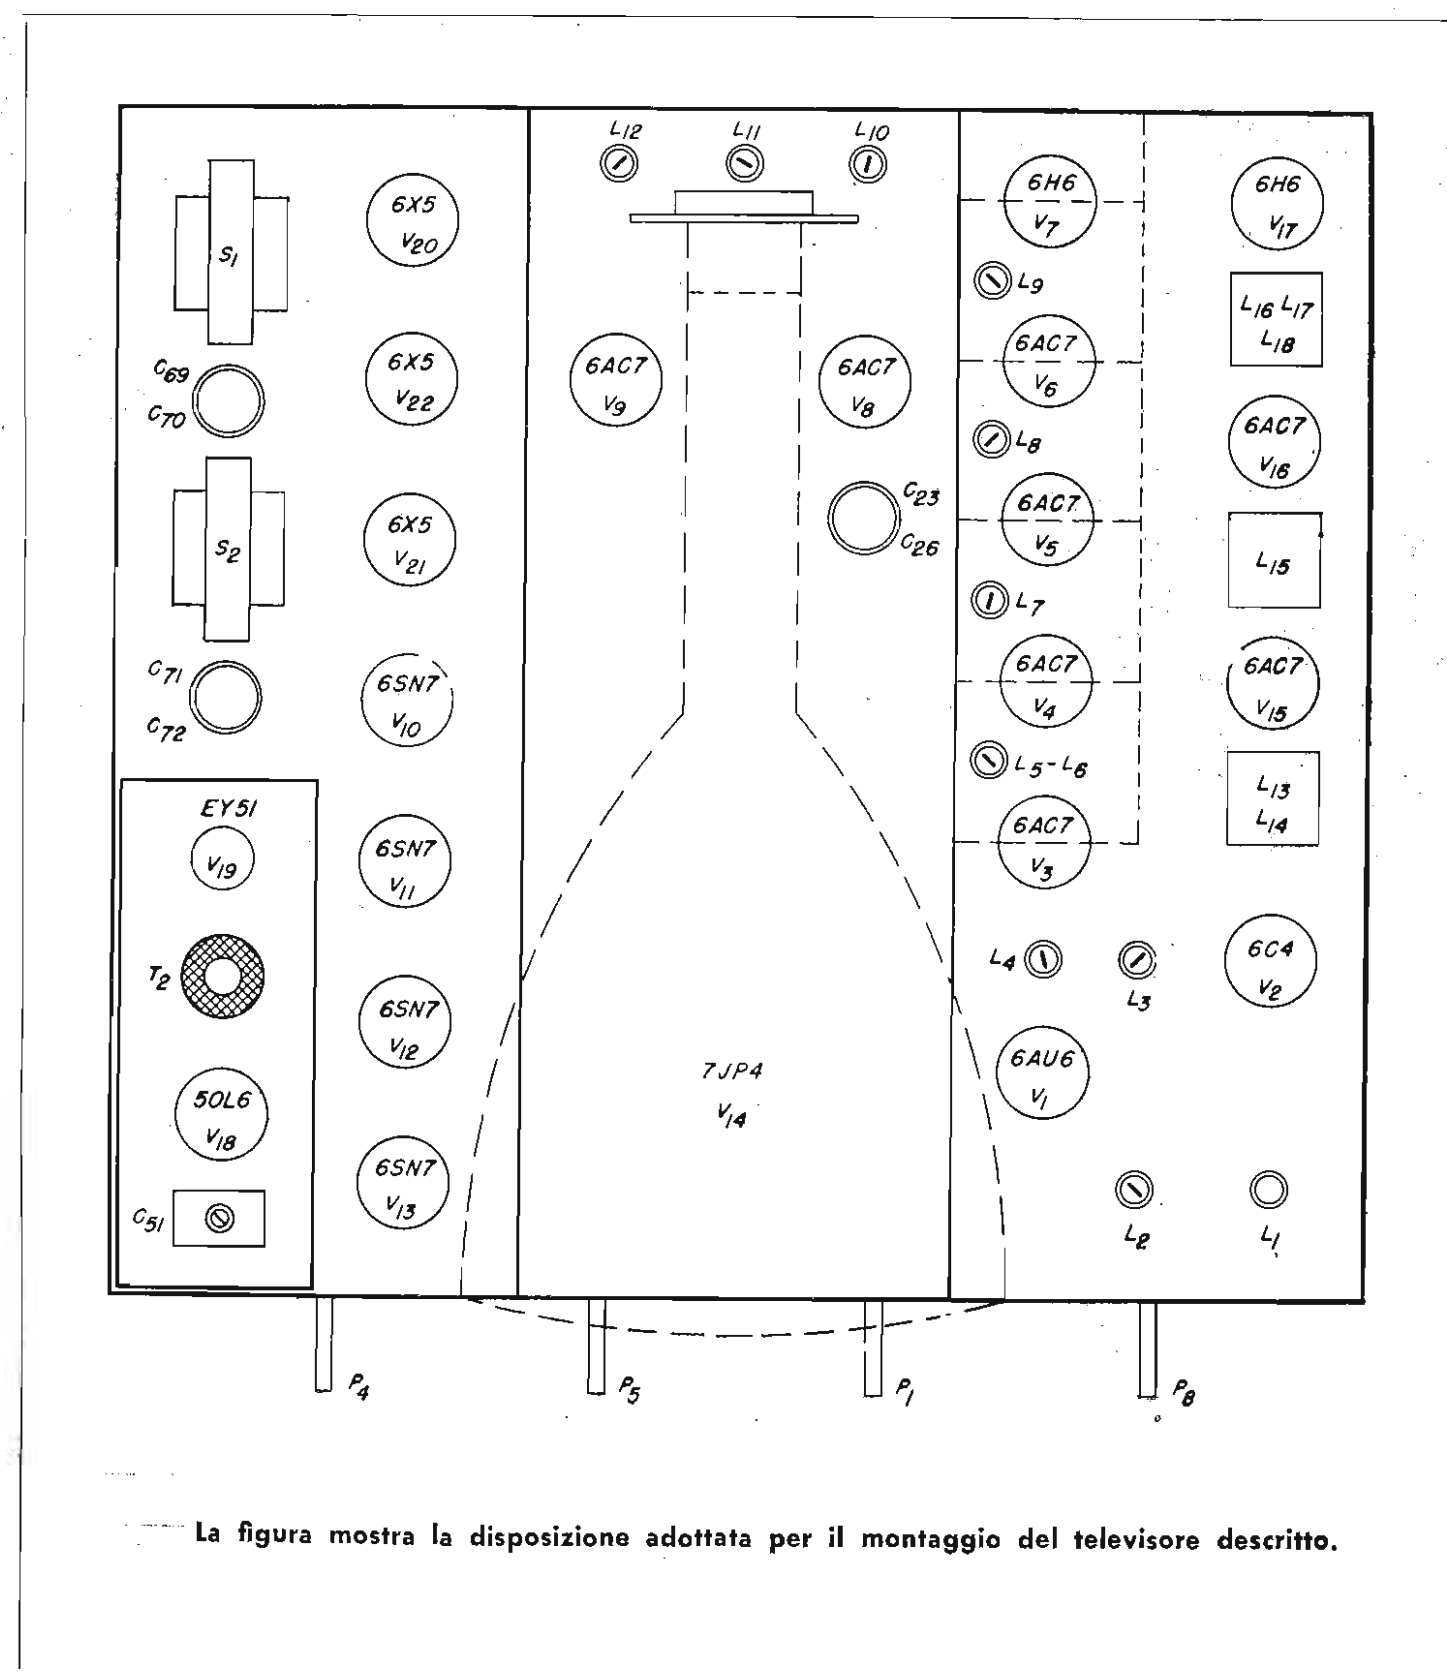 L12 L11 L10
S1
6X5
V20
C69
C70
6X5
V22
S2
6X5
V21
C71
C72
6SN7
V10
EY51
V19
6SN7
V11
T2
6SN7
V12
50L6
V18
C51
6SN7
V13
6AC7
V9
6AC7
V8
C23
C26
7JP4
V14
6H6
V7
L9
6AC7
V6
L8
6AC7
V5
L7
6AC7
V4
L5-L6
6AC7
V3
L4
L3
6AU6
V1
L2
L1
6H6
V17
L16 L17
L18
6AC7
V16
L15
6AC7
V15
L13
L14
6C4
V2
P4 P5 P1 P8
La figura mostra la disposizione adottata per il montaggio del televisore descritto.